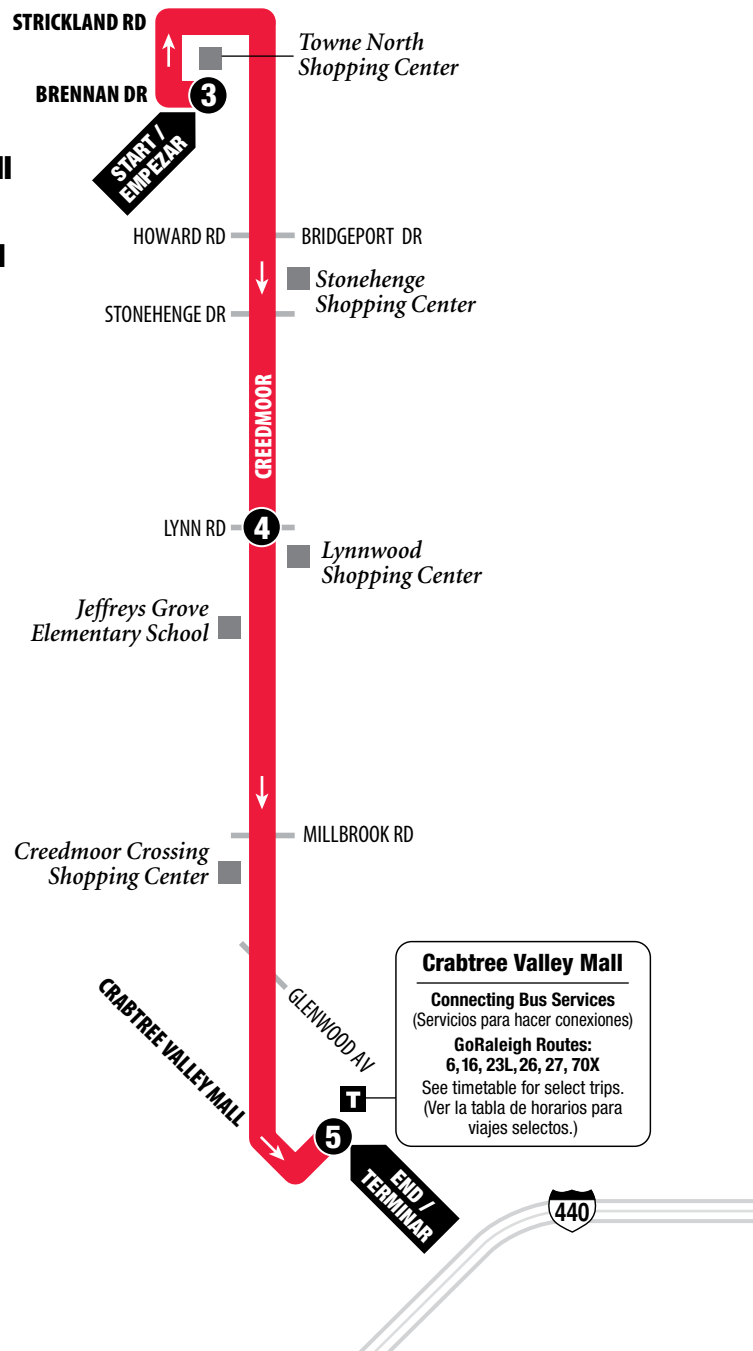 STRICKLAND RD
Towne North
Shopping Center
BRENNAN DR
3
START /
EMPEZAR
HOWARD RD
BRIDGEPORT DR
Stonehenge
Shopping Center
STONEHENGE DR
CREEDMOOR
LYNN RD
4
Lynnwood
Shopping Center
Jeffreys Grove
Elementary School
MILLBROOK RD
Creedmoor Crossing
Shopping Center
GLENWOOD AV
CRABTREE VALLEY MALL
Crabtree Valley Mall
Connecting Bus Services
(Servicios para hacer conexiones)
GoRaleigh Routes:
6, 16, 23L, 26, 27, 70X
See timetable for select trips.
(Ver la tabla de horarios para
viajes selectos.)
T
5
END /
TERMINAR
440